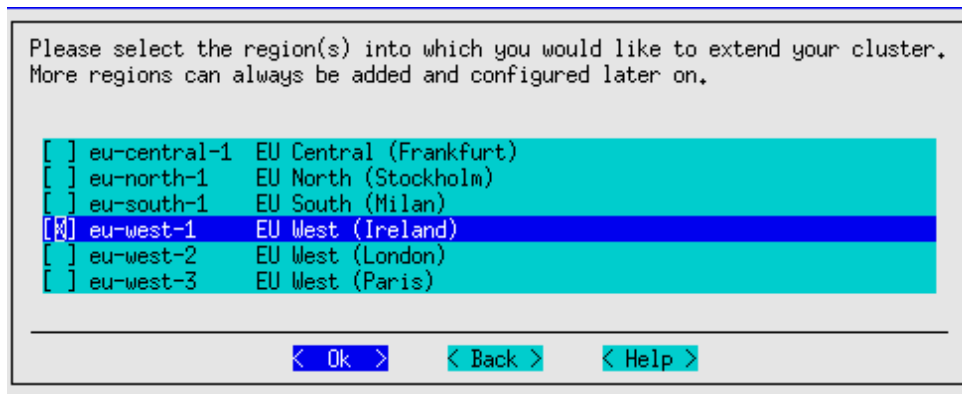 Please select the region(s) into which you would like to extend your cluster.
More regions can always be added and configured later on.
[ ] eu-central-1 EU Central (Frankfurt)
[ ] eu-north-1 EU North (Stockholm)
[ ] eu-south-1 EU South (Milan)
[X] eu-west-1 EU West (Ireland)
[ ] eu-west-2 EU West (London)
[ ] eu-west-3 EU West (Paris)
< Ok > < Back > < Help >